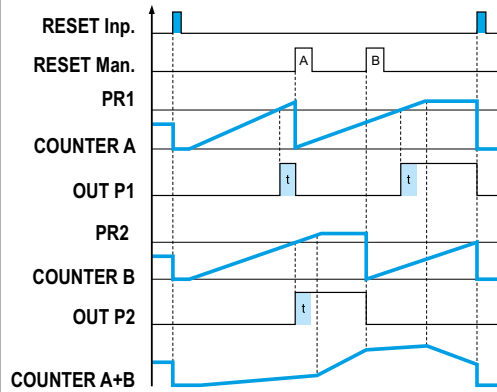 RESET Inp.
RESET Man.
A
B
PR1
COUNTER A
OUT P1
t
t
PR2
COUNTER B
OUT P2
t
COUNTER A+B